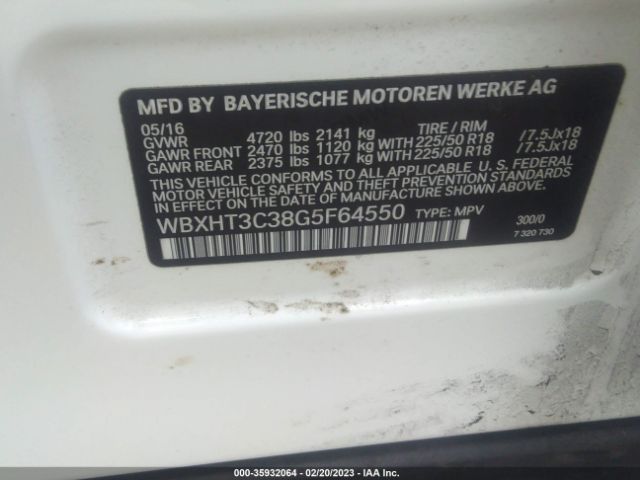 MFD BY BAYERISCHE MOTOREN WERKE AG
05/16
GVWR 4720 lbs 2141 kg TIRE / RIM
GAWR FRONT 2470 lbs 1120 kg WITH 225/50 R18 /7.5Jx18
GAWR REAR 2375 lbs 1077 kg WITH 225/50 R18 /7.5Jx18
THIS VEHICLE CONFORMS TO ALL APPLICABLE U.S. FEDERAL
MOTOR VEHICLE SAFETY, BUMPER, AND THEFT PREVENTION STANDARDS
IN EFFECT ON THE DATE OF MANUFACTURE SHOWN ABOVE.
WBXHT3C38G5F64550 TYPE: MPV 300/0
7 320 730
000-35932064 - 02/20/2023 - IAA Inc.